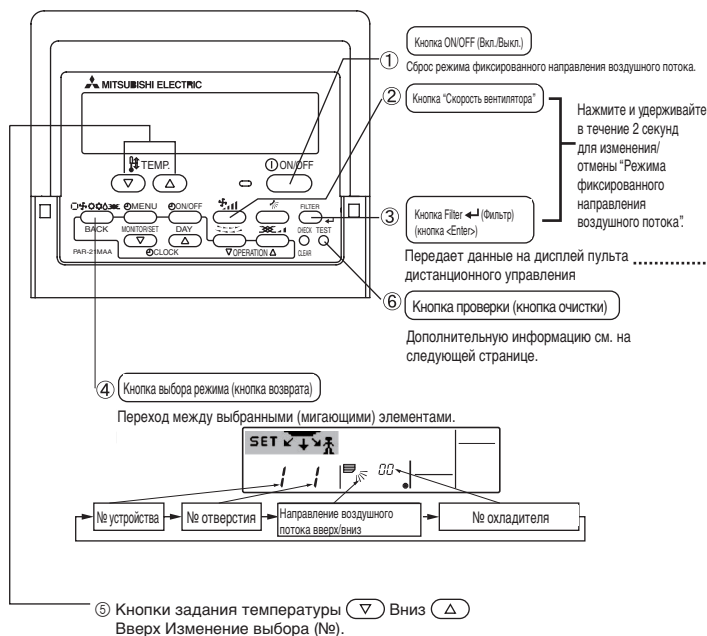 ① Кнопка ON/OFF (Вкл./Выкл.)
Сброс режима фиксированного направления воздушного потока.
② Кнопка "Скорость вентилятора"
Нажмите и удерживайте
в течение 2 секунд
для изменения/
отмены "Режима
фиксированного
направления
воздушного потока".
③ Кнопка Filter ↵ (Фильтр)
(кнопка <Enter>)
Передает данные на дисплей пульта ..............
дистанционного управления
⑥ Кнопка проверки (кнопка очистки)
Дополнительную информацию см. на
следующей странице.
MITSUBISHI ELECTRIC
TEMP.
ON/OFF
MENU ON/OFF FILTER
BACK MONITOR/SET DAY CHECK TEST
PAR-21MAA CLOCK ▽ OPERATION △ CLEAR
④ Кнопка выбора режима (кнопка возврата)
Переход между выбранными (мигающими) элементами.
SET
1 1 00
№ устройства
№ отверстия
Направление воздушного
потока вверх/вниз
№ охладителя
⑤ Кнопки задания температуры ▽ Вниз △
Вверх Изменение выбора (№).